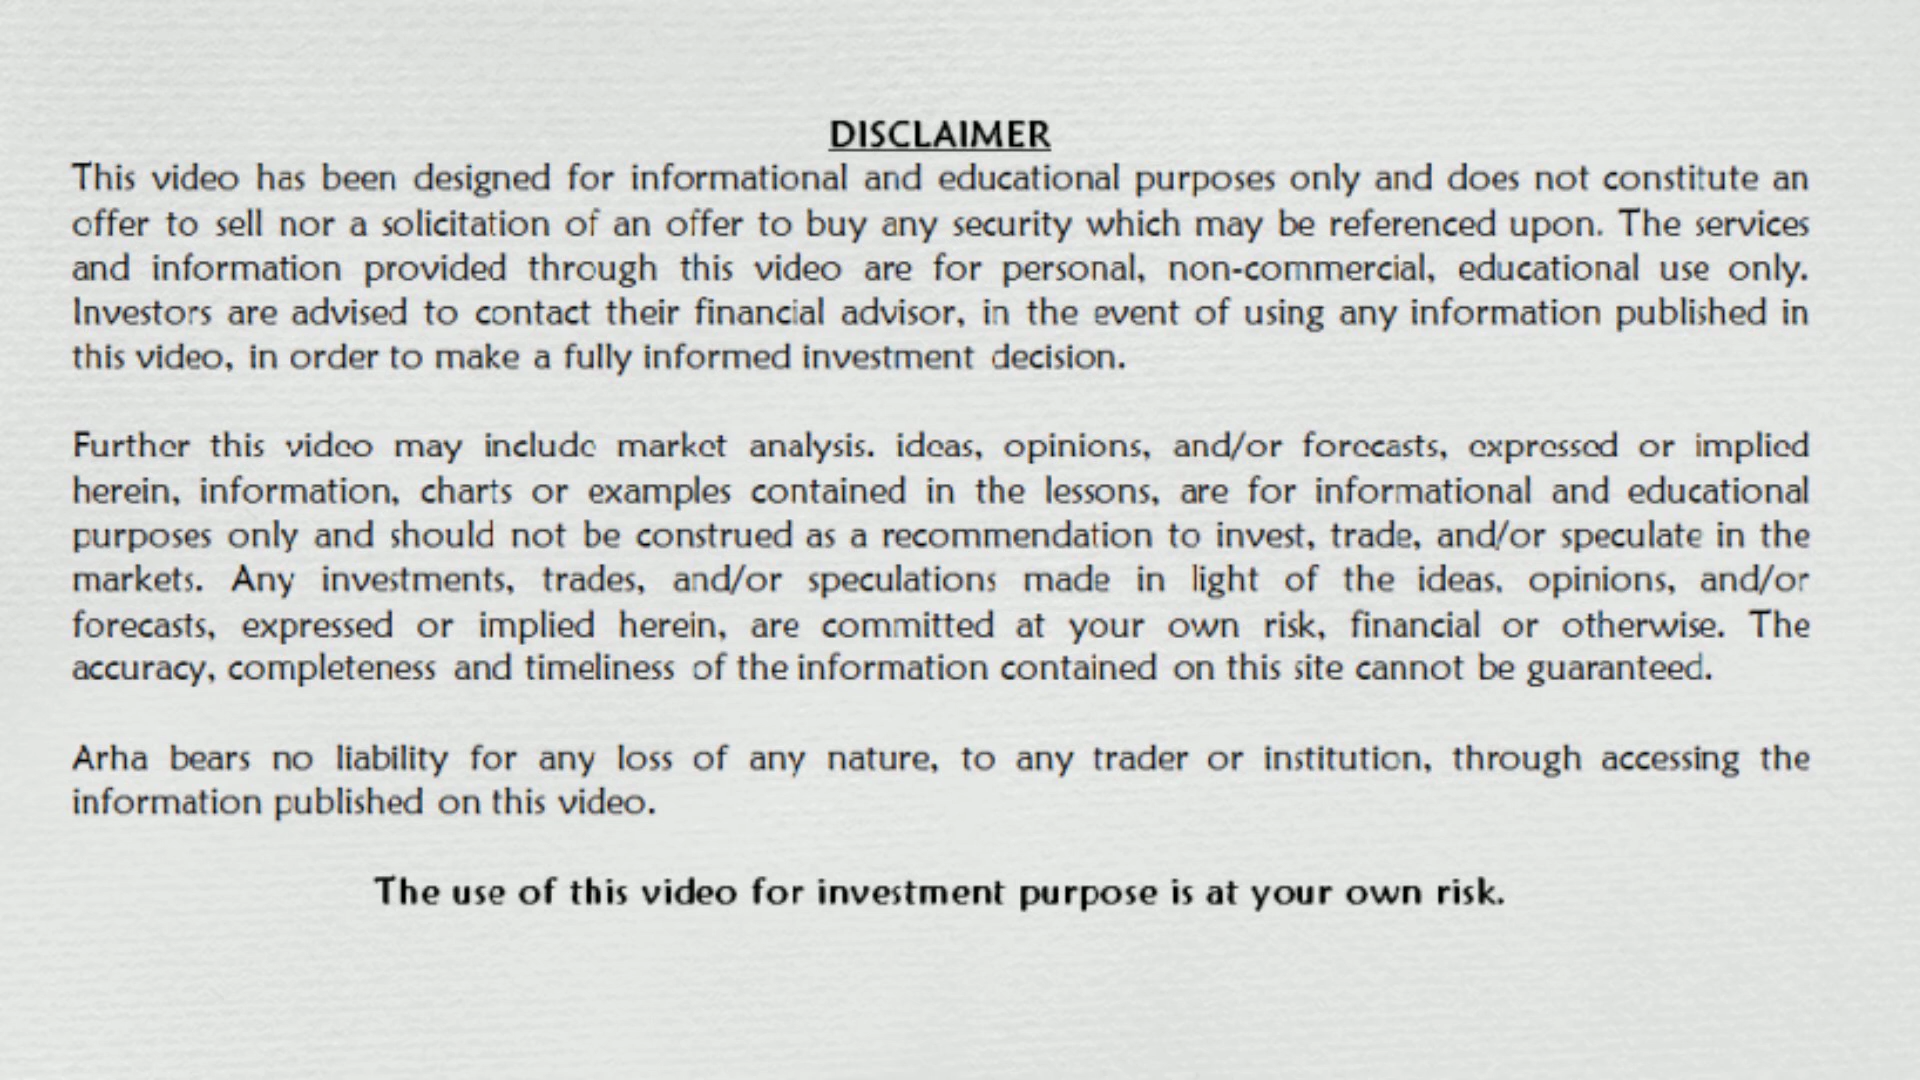 DISCLAIMER
This video has been designed for informational and educational purposes only and does not constitute an
offer to sell nor a solicitation of an offer to buy any security which may be referenced upon. The services
and information provided through this video are for personal, non-commercial, educational use only.
Investors are advised to contact their financial advisor, in the event of using any information published in
this video, in order to make a fully informed investment decision.
Further this video may include market analysis. ideas, opinions, and/or forecasts, expressed or implied
herein, information, charts or examples contained in the lessons, are for informational and educational
purposes only and should not be construed as a recommendation to invest, trade, and/or speculate in the
markets. Any investments, trades, and/or speculations made in light of the ideas. opinions, and/or
forecasts, expressed or implied herein, are committed at your own risk, financial or otherwise. The
accuracy, completeness and timeliness of the information contained on this site cannot be guaranteed.
Arha bears no liability for any loss of any nature, to any trader or institution, through accessing the
information published on this video.
The use of this video for investment purpose is at your own risk.